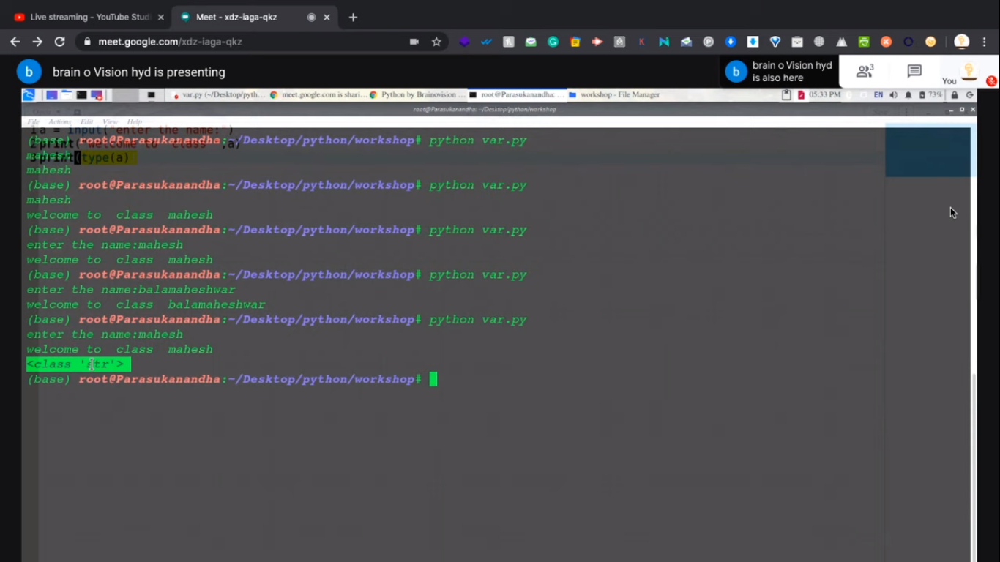 Live streaming - YouTube Stud
Meet - xdz-iaga-qkz
meet.google.com/xdz-iaga-qkz
b brain o Vision hyd is presenting
b brain o Vision hyd
is also here
3
You
var.py (~/Desktop/pyth...
meet.google.com is shari...
Python by Brainovision ...
root@Parasukanandha: ...
workshop - File Manager
05:33 PM
EN
73%
root@Parasukanandha: ~/Desktop/python/workshop
File Actions Edit View Help
1 a = input("enter the name:")
(base) root@Parasukanandha:~/Desktop/python/workshop# python var.py
2 print("welcome to class ",a)
mahesh
3 print(type(a)
mahesh
(base) root@Parasukanandha:~/Desktop/python/workshop# python var.py
mahesh
welcome to class mahesh
(base) root@Parasukanandha:~/Desktop/python/workshop# python var.py
enter the name:mahesh
welcome to class mahesh
(base) root@Parasukanandha:~/Desktop/python/workshop# python var.py
enter the name:balamaheshwar
welcome to class balamaheshwar
(base) root@Parasukanandha:~/Desktop/python/workshop# python var.py
enter the name:mahesh
welcome to class mahesh
<class 'str'>
(base) root@Parasukanandha:~/Desktop/python/workshop#